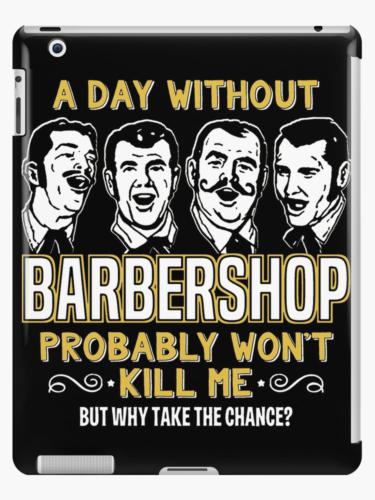 A DAY WITHOUT
BARBERSHOP
PROBABLY WON'T
KILL ME
BUT WHY TAKE THE CHANCE?